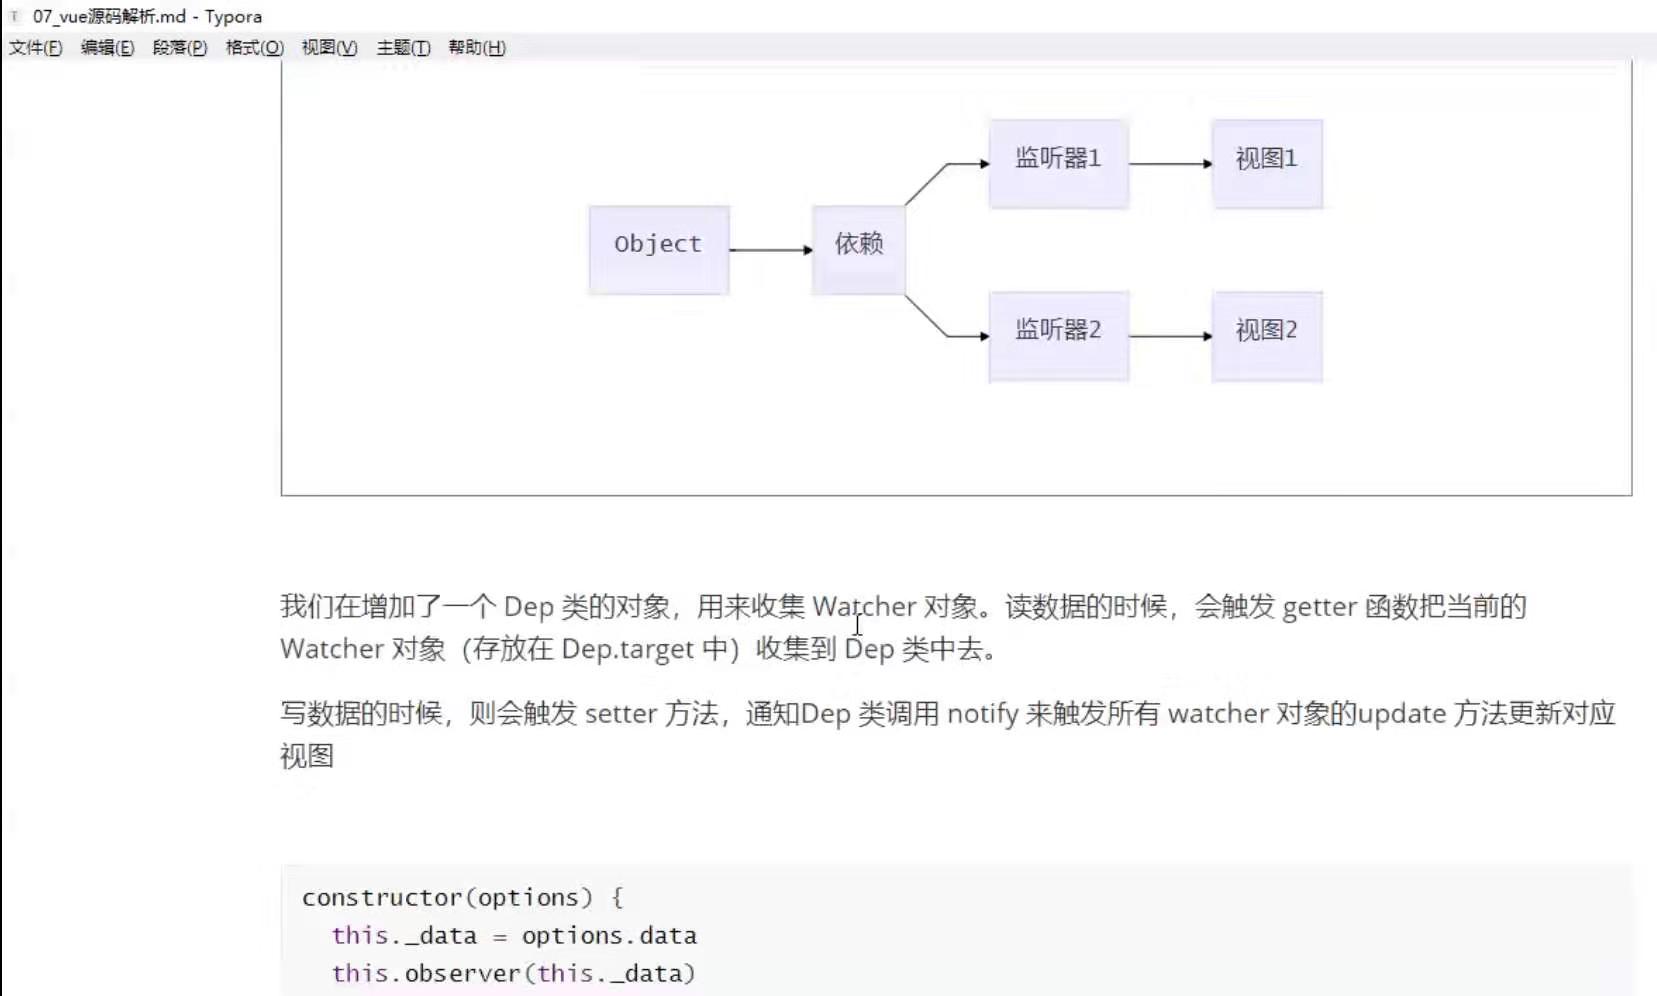 07_vue源码解析.md - Typora
文件(F) 编辑(E) 段落(P) 格式(O) 视图(V) 主题(T) 帮助(H)
监听器1
视图1
Object
依赖
监听器2
视图2
我们在增加了一个 Dep 类的对象，用来收集 Watcher 对象。读数据的时候，会触发 getter 函数把当前的
Watcher 对象（存放在 Dep.target 中）收集到 Dep 类中去。
写数据的时候，则会触发 setter 方法，通知Dep 类调用 notify 来触发所有 watcher 对象的update 方法更新对应
视图
constructor(options) {
this._data = options.data
this.observer(this._data)